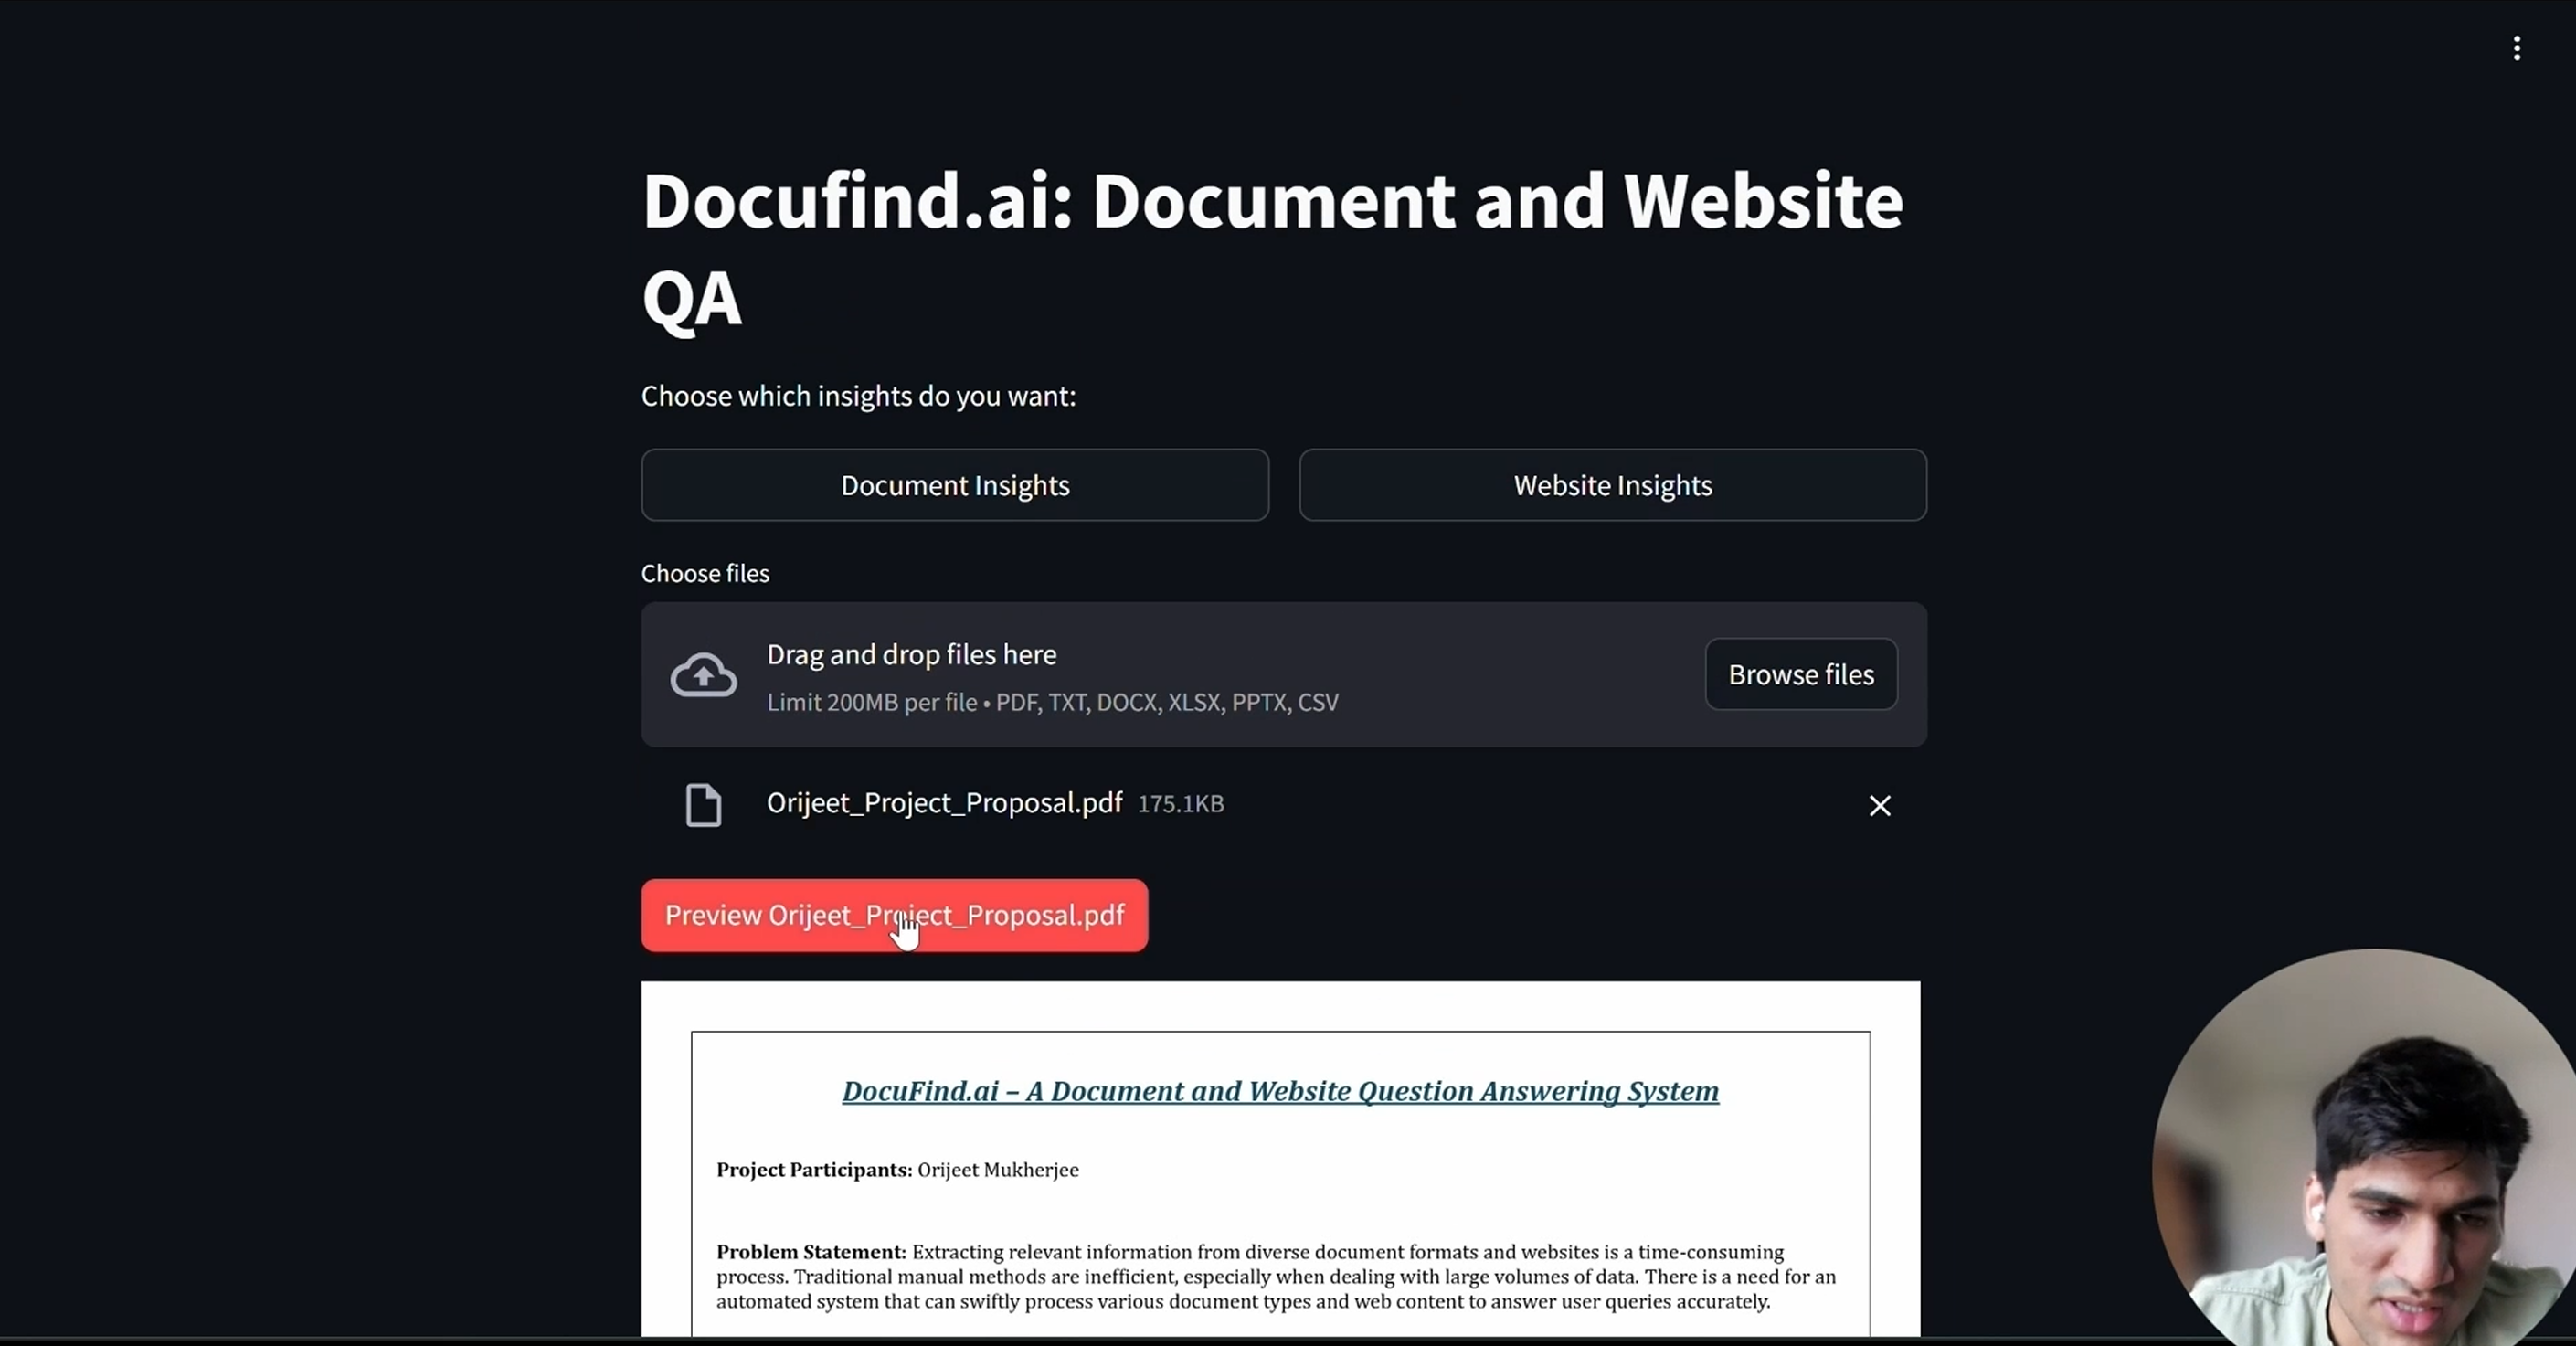 Docufind.ai: Document and Website
QA
Choose which insights do you want:
Document Insights
Website Insights
Choose files
Drag and drop files here
Limit 200MB per file • PDF, TXT, DOCX, XLSX, PPTX, CSV
Browse files
Orijeet_Project_Proposal.pdf 175.1KB
Preview Orijeet_Project_Proposal.pdf
DocuFind.ai – A Document and Website Question Answering System
Project Participants: Orijeet Mukherjee
Problem Statement: Extracting relevant information from diverse document formats and websites is a time-consuming
process. Traditional manual methods are inefficient, especially when dealing with large volumes of data. There is a need for an
automated system that can swiftly process various document types and web content to answer user queries accurately.